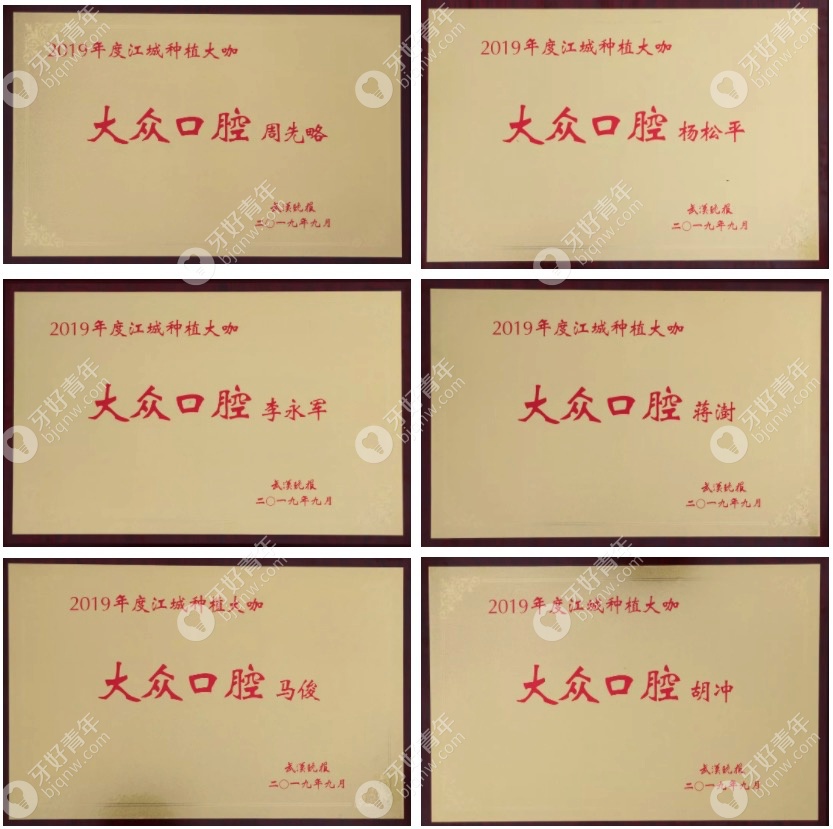 2019年度江城种植大咖
大众口腔 周先略
武漢晚报
二〇一九年九月
2019年度江城种植大咖
大众口腔 杨松平
武漢晚报
二〇一九年九月
2019年度江城种植大咖
大众口腔 李永军
武漢晚报
二〇一九年九月
2019年度江城种植大咖
大众口腔 蒋澍
武漢晚报
二〇一九年九月
2019年度江城种植大咖
大众口腔 马俊
武漢晚报
二〇一九年九月
2019年度江城种植大咖
大众口腔 胡冲
武漢晚报
二〇一九年九月
牙好青年
bjqnw.com